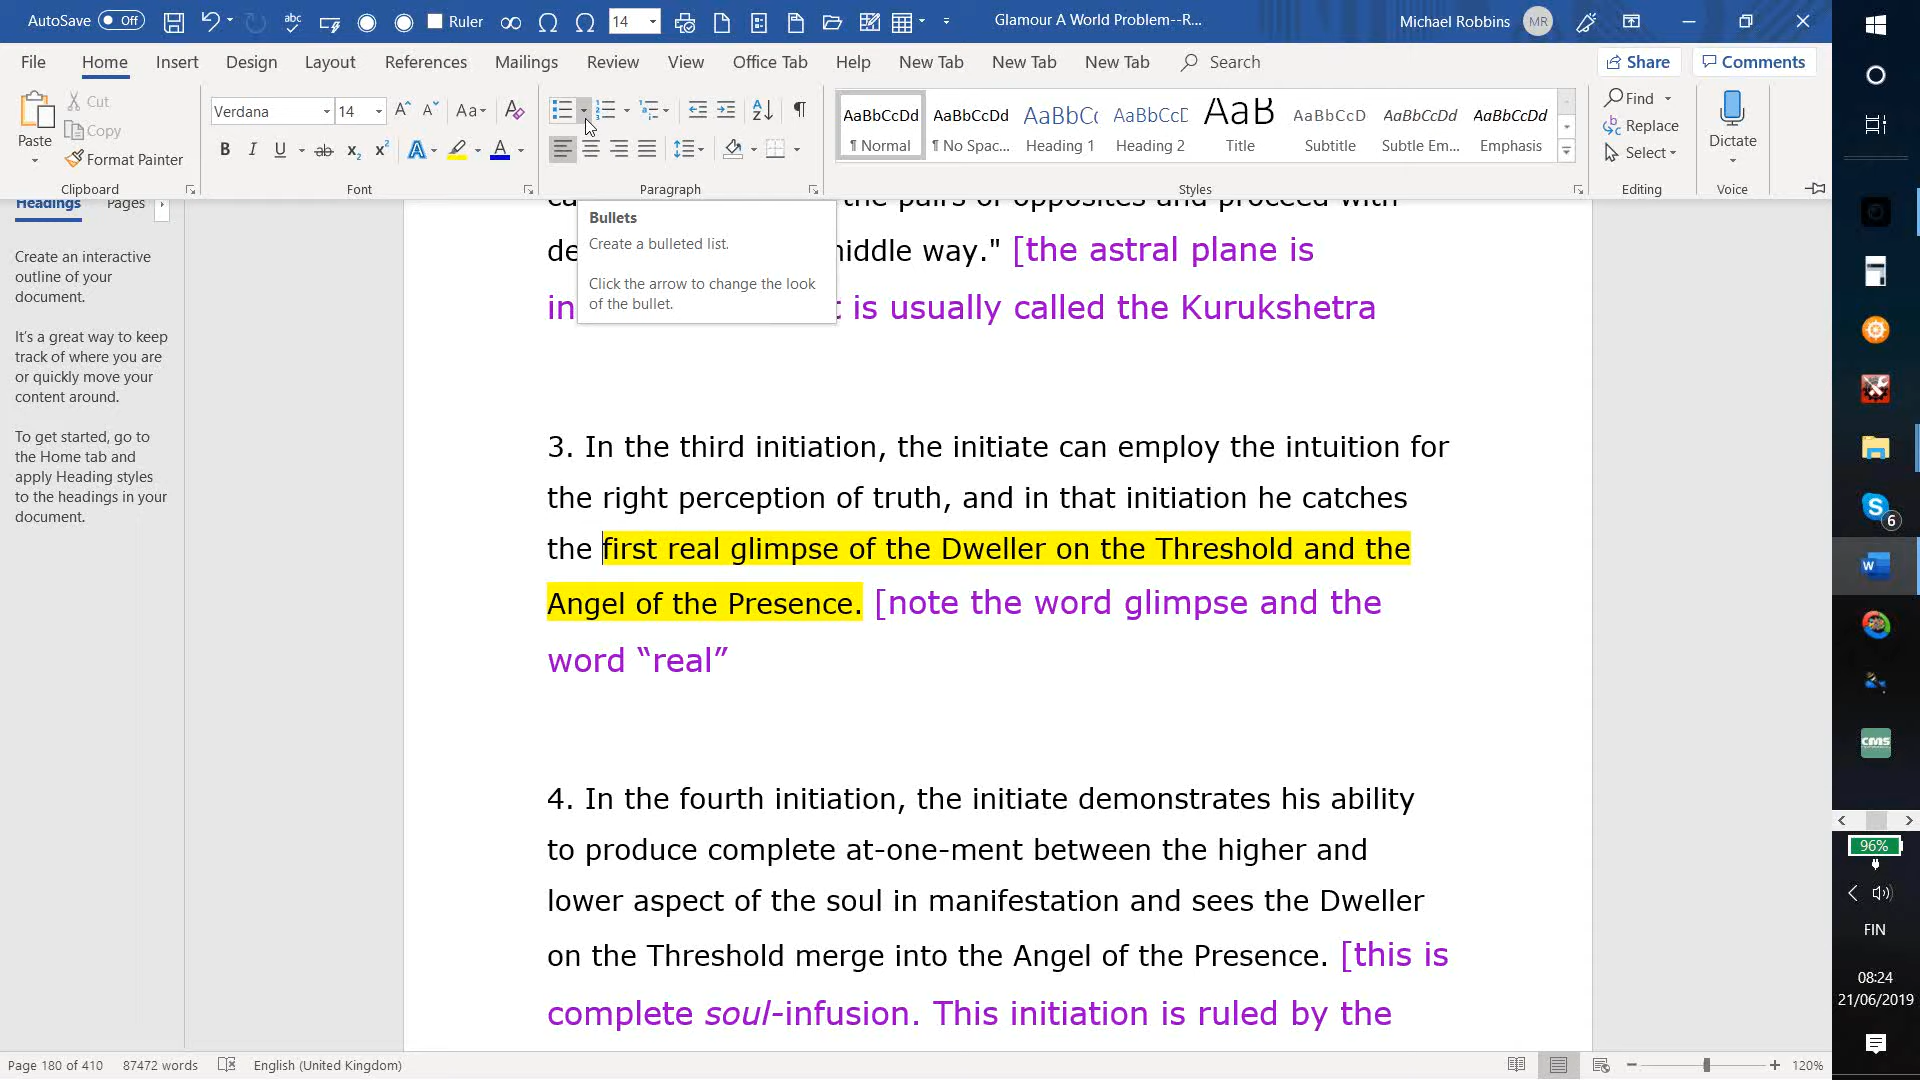 AutoSave Off Ruler 14 Glamour A World Problem--R... Michael Robbins MR
File Home Insert Design Layout References Mailings Review View Office Tab Help New Tab New Tab New Tab Search Share Comments
Paste
Cut
Copy
Format Painter
Clipboard
Verdana 14
Font
Paragraph
AaBbCcDd AaBbCcDd AaBbCc AaBbCcC AaB AaBbCcD AaBbCcDd AaBbCcDd
¶ Normal ¶ No Spac... Heading 1 Heading 2 Title Subtitle Subtle Em... Emphasis
Styles
Find
Replace
Select
Editing
Dictate
Voice
Headings Pages
Create an interactive
outline of your
document.
It's a great way to keep
track of where you are
or quickly move your
content around.
To get started, go to
the Home tab and
apply Heading styles
to the headings in your
document.
Bullets
Create a bulleted list.
Click the arrow to change the look
of the bullet.
the pairs of opposites and proceed with
middle way." [the astral plane is
is usually called the Kurukshetra
3. In the third initiation, the initiate can employ the intuition for
the right perception of truth, and in that initiation he catches
the first real glimpse of the Dweller on the Threshold and the
Angel of the Presence. [note the word glimpse and the
word “real”
4. In the fourth initiation, the initiate demonstrates his ability
to produce complete at-one-ment between the higher and
lower aspect of the soul in manifestation and sees the Dweller
on the Threshold merge into the Angel of the Presence. [this is
complete soul-infusion. This initiation is ruled by the
Page 180 of 410 87472 words English (United Kingdom) 120%
6
cms
96%
FIN
08:24
21/06/2019